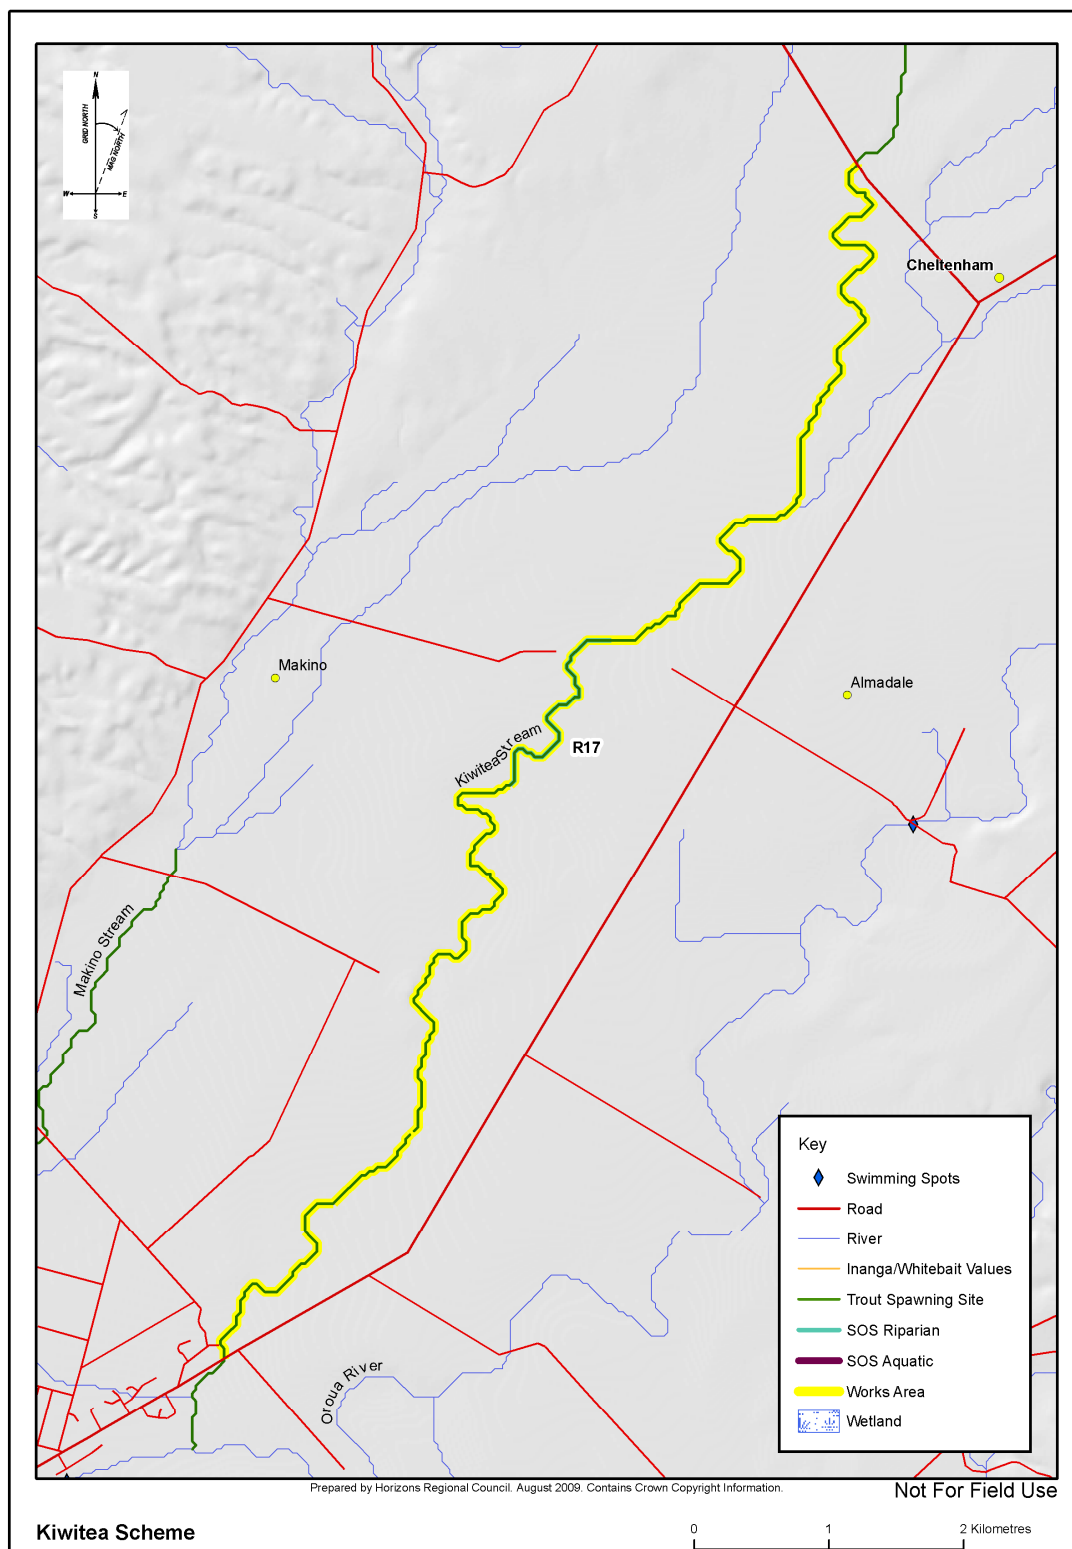 N
GRID NORTH
MAG NORTH
W
E
S
Cheltenham
Makino
Almadale
Kiwitea Stream
R17
Makino Stream
Oroua River
Key
Swimming Spots
Road
River
Inanga/Whitebait Values
Trout Spawning Site
SOS Riparian
SOS Aquatic
Works Area
Wetland
Prepared by Horizons Regional Council. August 2009. Contains Crown Copyright Information.
Not For Field Use
Kiwitea Scheme
0 1 2 Kilometres